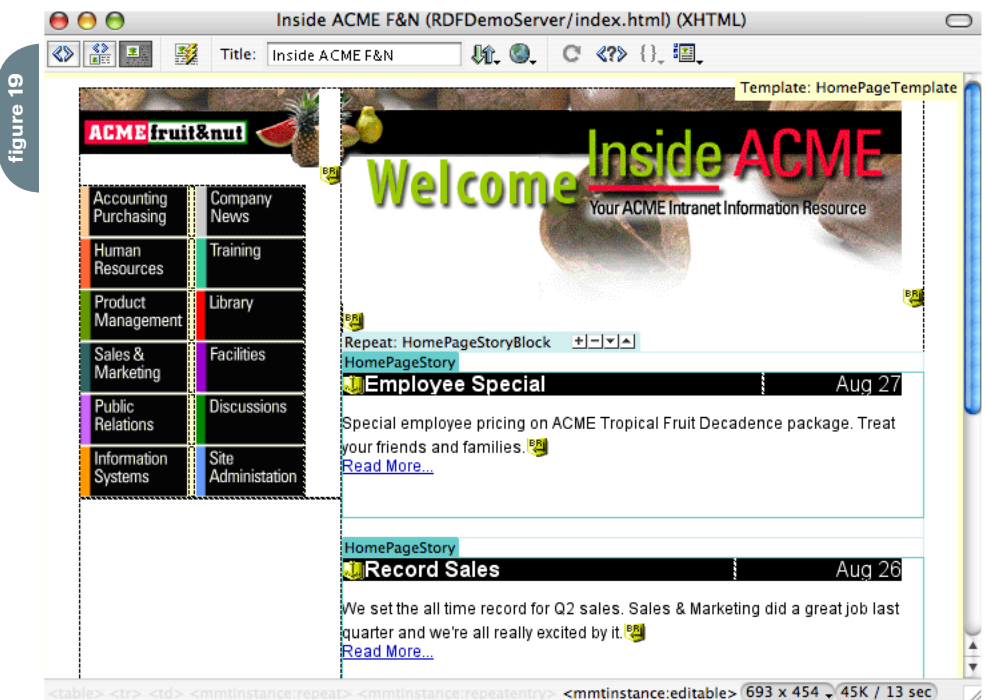 figure 19
Inside ACME F&N (RDFDemoServer/index.html) (XHTML)
Title: Inside ACME F&N
Template: HomePageTemplate
ACME fruit&nut
Welcome
Inside ACME
Your ACME Intranet Information Resource
Accounting
Purchasing
Company
News
Human
Resources
Training
Product
Management
Library
Sales &
Marketing
Facilities
Public
Relations
Discussions
Information
Systems
Site
Administation
BR
BR
BR
Repeat: HomePageStoryBlock
HomePageStory
Employee Special Aug 27
Special employee pricing on ACME Tropical Fruit Decadence package. Treat
your friends and families. BR
Read More...
HomePageStory
Record Sales Aug 26
We set the all time record for Q2 sales. Sales & Marketing did a great job last
quarter and we're all really excited by it. BR
Read More...
<table> <tr> <td> <mmtinstance:repeat> <mmtinstance:repeatentry> <mmtinstance:editable> 693 x 454 45K / 13 sec